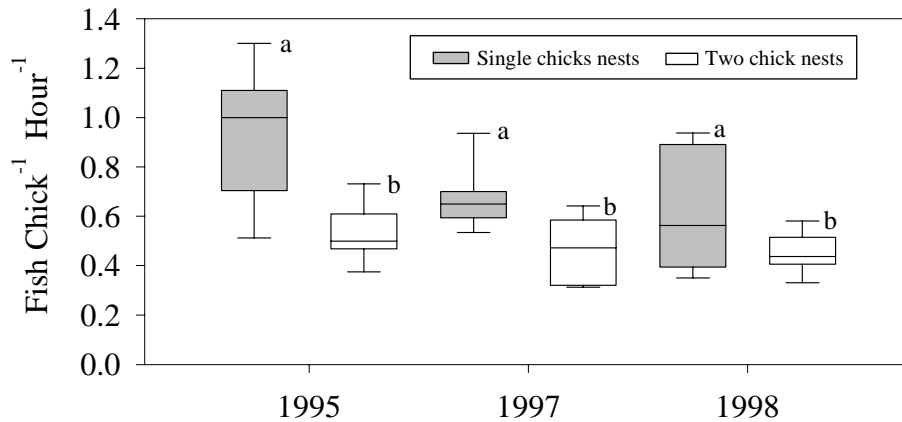 Fish Chick⁻¹ Hour⁻¹
1.4
1.2
1.0
0.8
0.6
0.4
0.2
0.0
Single chicks nests Two chick nests
a
b
a
b
a
b
1995 1997 1998